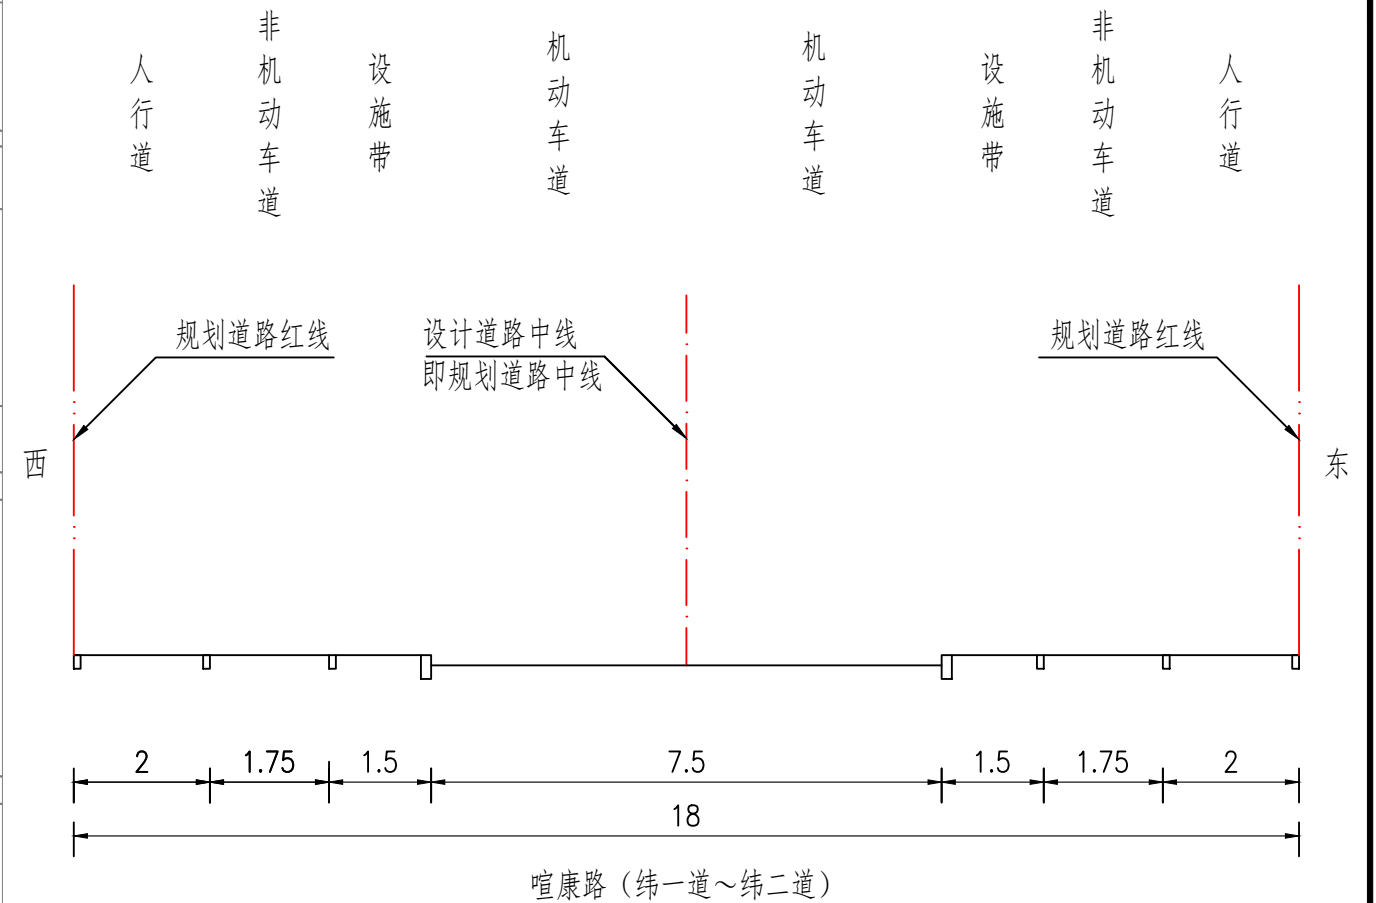 人行道
非机动车道
设施带
机动车道
机动车道
设施带
非机动车道
人行道
规划道路红线
设计道路中线
即规划道路中线
规划道路红线
西
东
2
1.75
1.5
7.5
1.5
1.75
2
18
喧康路（纬一道～纬二道）